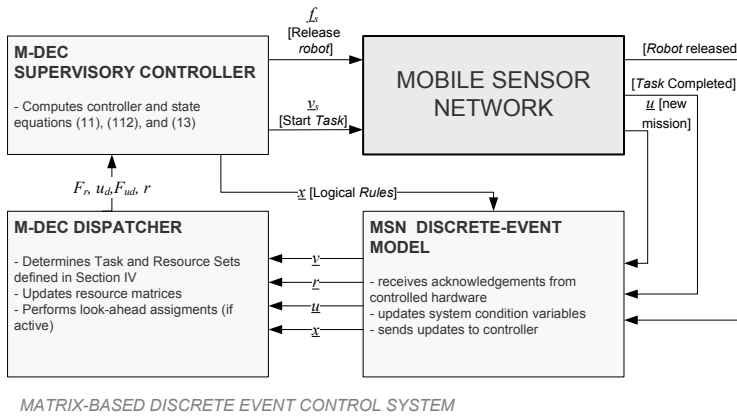 f_s
[Release
robot]
M-DEC
SUPERVISORY CONTROLLER
- Computes controller and state
equations (11), (112), and (13)
v_s
[Start Task]
MOBILE SENSOR
NETWORK
[Robot released]
[Task Completed]
u [new
mission]
F_r, u_d, F_ud, r
x [Logical Rules]
M-DEC DISPATCHER
- Determines Task and Resource Sets
defined in Section IV
- Updates resource matrices
- Performs look-ahead assigments (if
active)
v
r
u
x
MSN DISCRETE-EVENT
MODEL
- receives acknowledgements from
controlled hardware
- updates system condition variables
- sends updates to controller
MATRIX-BASED DISCRETE EVENT CONTROL SYSTEM